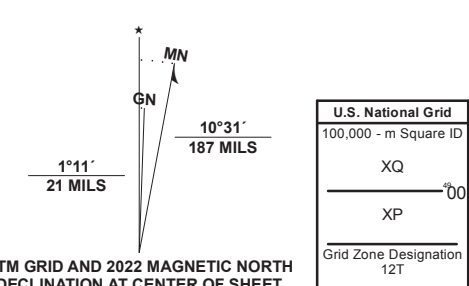 ★
MN
GN
10°31´
187 MILS
1°11´
21 MILS
TM GRID AND 2022 MAGNETIC NORTH
DECLINATION AT CENTER OF SHEET
U.S. National Grid
100,000 - m Square ID
XQ
4900
XP
Grid Zone Designation
12T